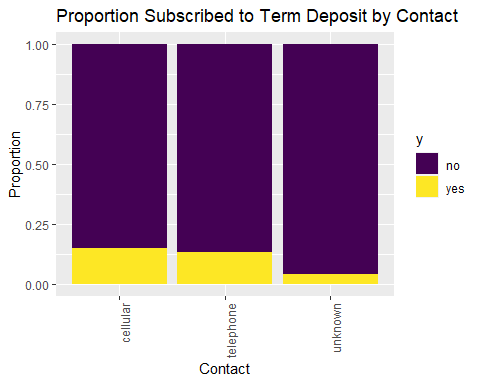 Proportion Subscribed to Term Deposit by Contact
1.00
0.75
0.50
0.25
0.00
Proportion
cellular
telephone
unknown
Contact
y
no
yes